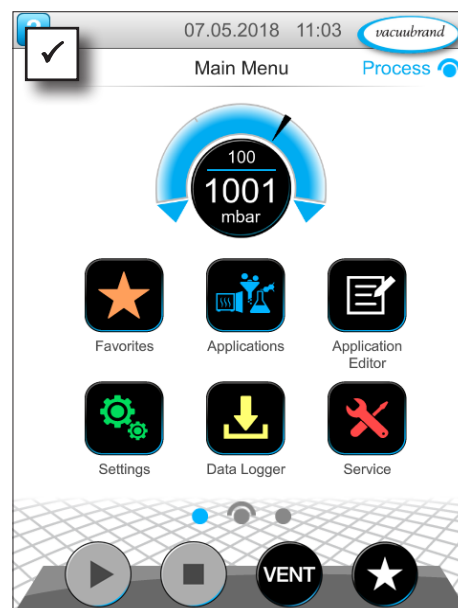 07.05.2018 11:03 vacuubrand
Main Menu Process
100
1001
mbar
Favorites Applications Application
Editor
Settings Data Logger Service
VENT